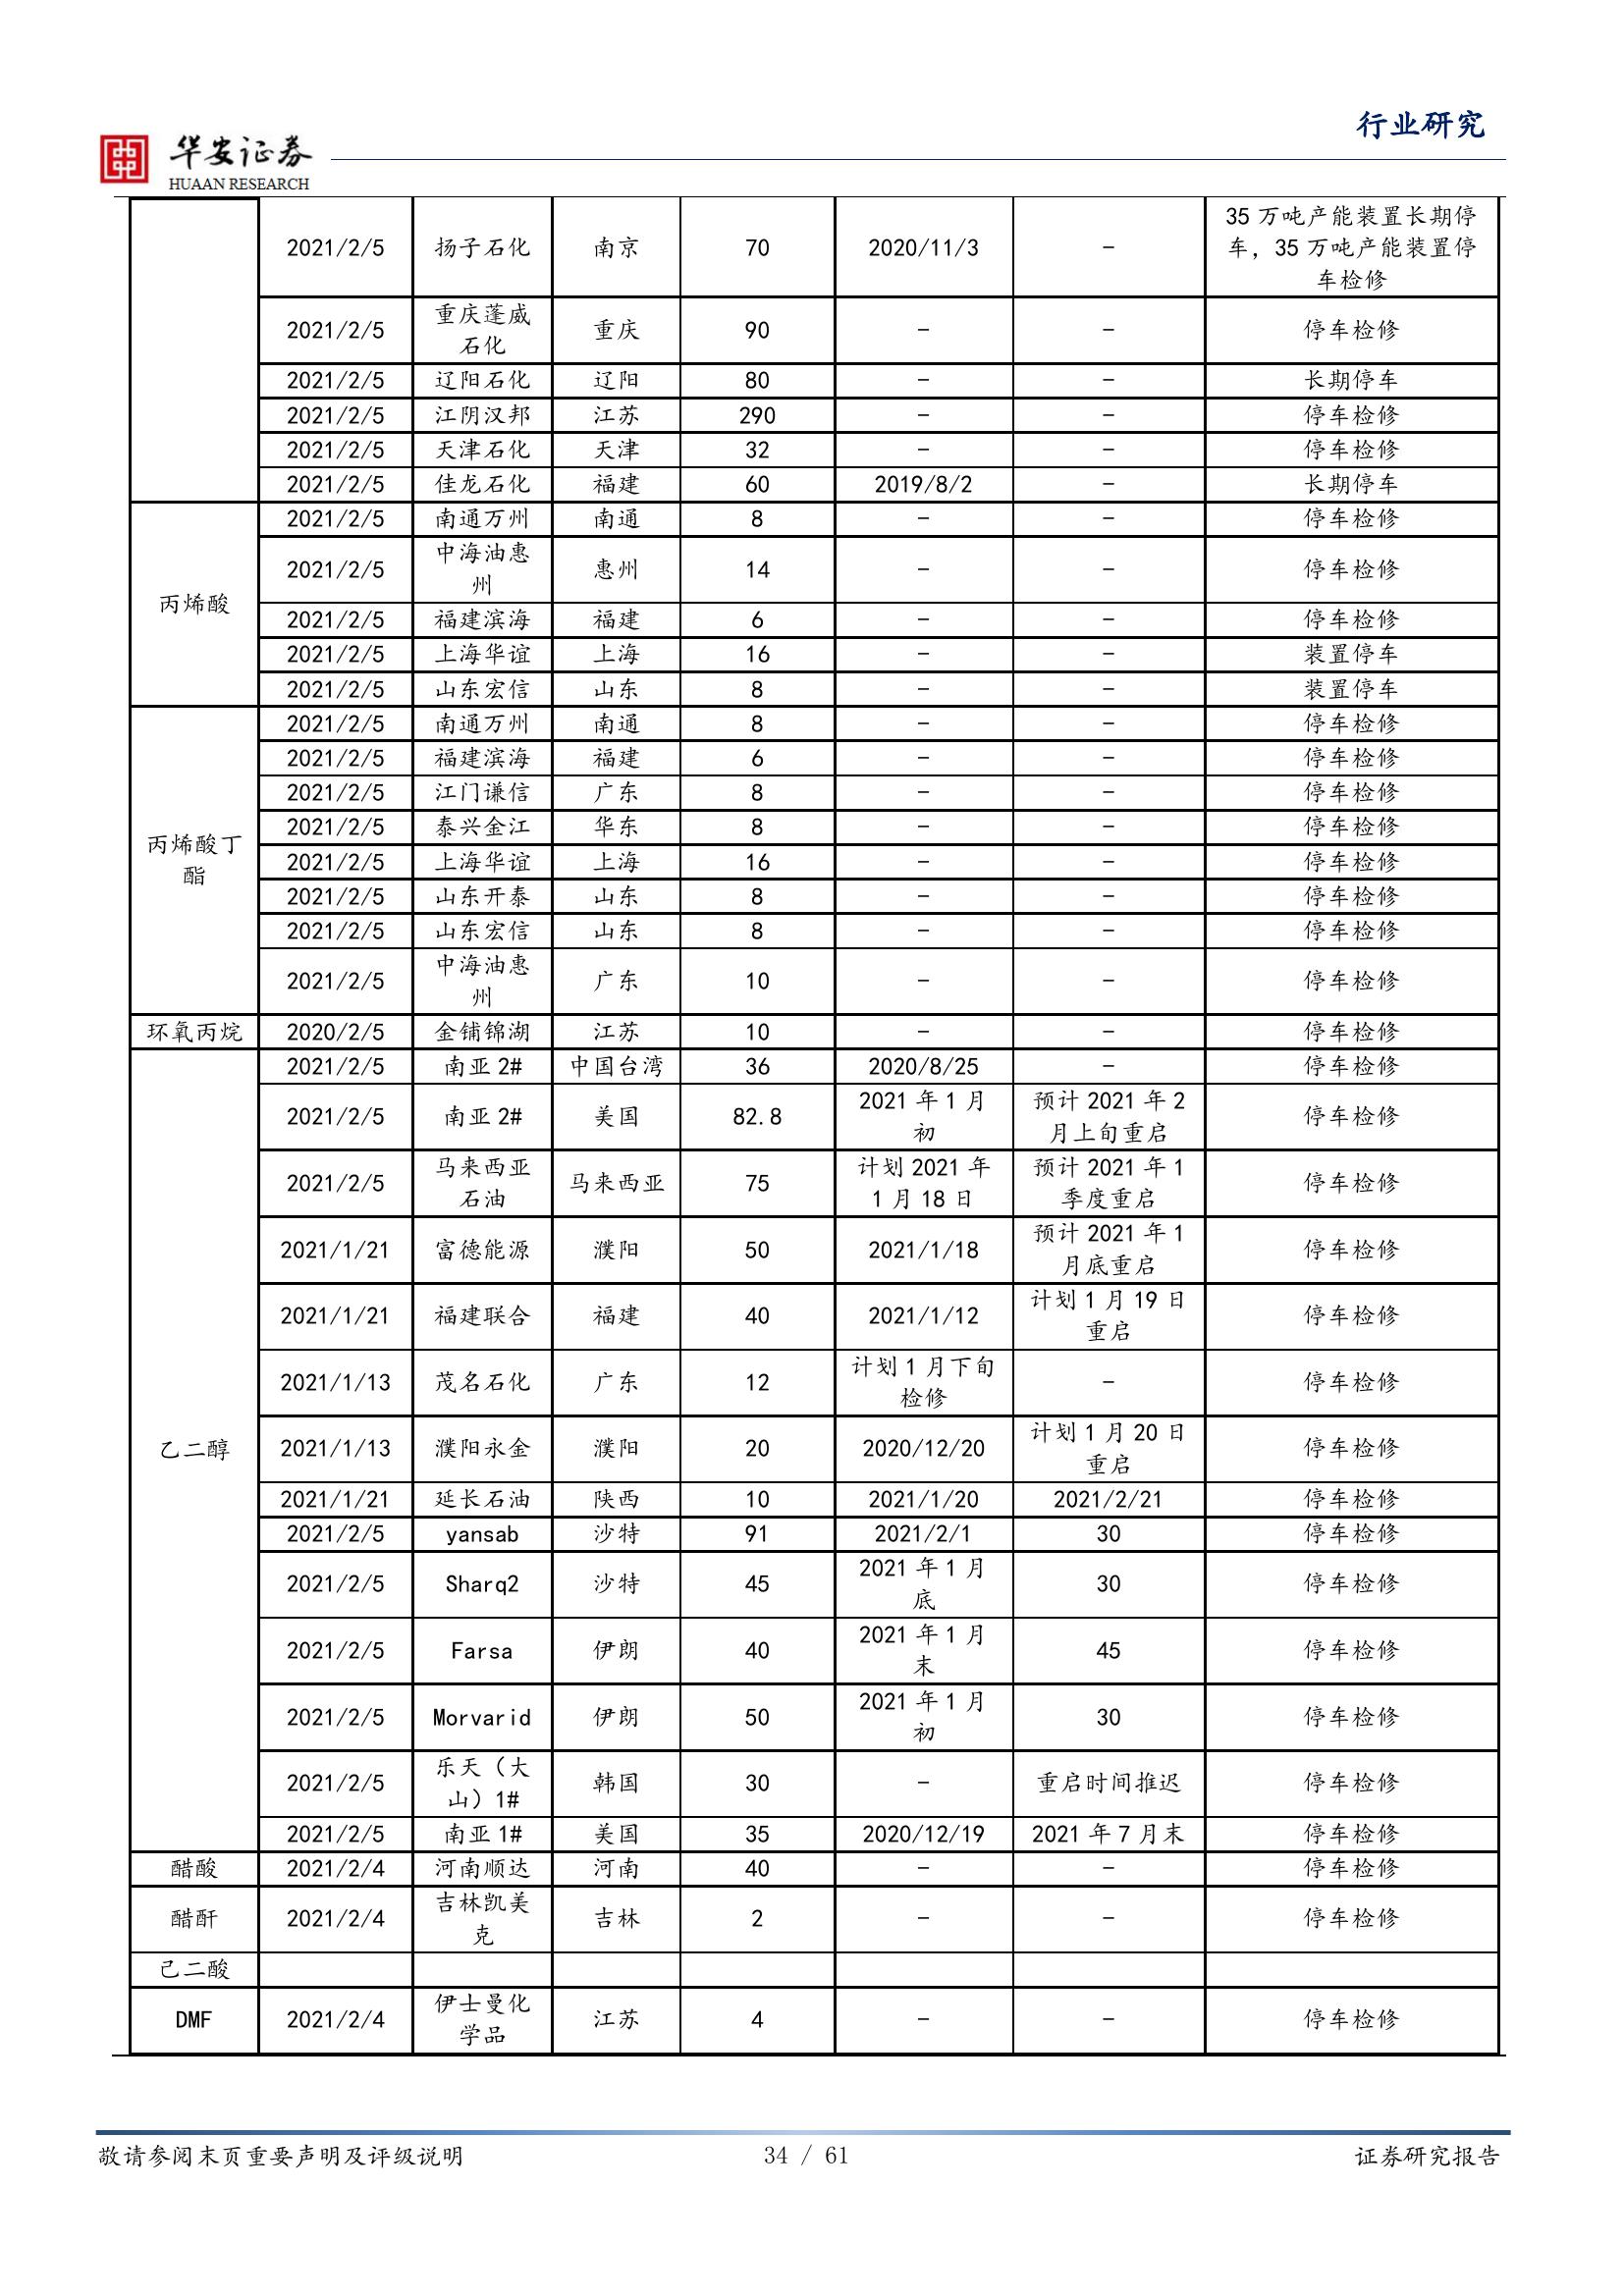 行业研究
华安证券
HUAAN RESEARCH
2021/2/5 扬子石化 南京 70 2020/11/3 - 35 万吨产能装置长期停
车，35 万吨产能装置停
车检修
2021/2/5 重庆蓬威
石化 重庆 90 - - 停车检修
2021/2/5 辽阳石化 辽阳 80 - - 长期停车
2021/2/5 江阴汉邦 江苏 290 - - 停车检修
2021/2/5 天津石化 天津 32 - - 停车检修
2021/2/5 佳龙石化 福建 60 2019/8/2 - 长期停车
丙烯酸 2021/2/5 南通万州 南通 8 - - 停车检修
2021/2/5 中海油惠
州 惠州 14 - - 停车检修
2021/2/5 福建滨海 福建 6 - - 停车检修
2021/2/5 上海华谊 上海 16 - - 装置停车
2021/2/5 山东宏信 山东 8 - - 装置停车
丙烯酸丁
酯 2021/2/5 南通万州 南通 8 - - 停车检修
2021/2/5 福建滨海 福建 6 - - 停车检修
2021/2/5 江门谦信 广东 8 - - 停车检修
2021/2/5 泰兴金江 华东 8 - - 停车检修
2021/2/5 上海华谊 上海 16 - - 停车检修
2021/2/5 山东开泰 山东 8 - - 停车检修
2021/2/5 山东宏信 山东 8 - - 停车检修
2021/2/5 中海油惠
州 广东 10 - - 停车检修
环氧丙烷 2020/2/5 金铺锦湖 江苏 10 - - 停车检修
乙二醇 2021/2/5 南亚 2# 中国台湾 36 2020/8/25 - 停车检修
2021/2/5 南亚 2# 美国 82.8 2021 年 1 月
初 预计 2021 年 2
月上旬重启 停车检修
2021/2/5 马来西亚
石油 马来西亚 75 计划 2021 年
1 月 18 日 预计 2021 年 1
季度重启 停车检修
2021/1/21 富德能源 濮阳 50 2021/1/18 预计 2021 年 1
月底重启 停车检修
2021/1/21 福建联合 福建 40 2021/1/12 计划 1 月 19 日
重启 停车检修
2021/1/13 茂名石化 广东 12 计划 1 月下旬
检修 - 停车检修
2021/1/13 濮阳永金 濮阳 20 2020/12/20 计划 1 月 20 日
重启 停车检修
2021/1/21 延长石油 陕西 10 2021/1/20 2021/2/21 停车检修
2021/2/5 yansab 沙特 91 2021/2/1 30 停车检修
2021/2/5 Sharq2 沙特 45 2021 年 1 月
底 30 停车检修
2021/2/5 Farsa 伊朗 40 2021 年 1 月
末 45 停车检修
2021/2/5 Morvarid 伊朗 50 2021 年 1 月
初 30 停车检修
2021/2/5 乐天（大
山）1# 韩国 30 - 重启时间推迟 停车检修
2021/2/5 南亚 1# 美国 35 2020/12/19 2021 年 7 月末 停车检修
醋酸 2021/2/4 河南顺达 河南 40 - - 停车检修
醋酐 2021/2/4 吉林凯美
克 吉林 2 - - 停车检修
己二酸
DMF 2021/2/4 伊士曼化
学品 江苏 4 - - 停车检修
敬请参阅末页重要声明及评级说明 34 / 61 证券研究报告